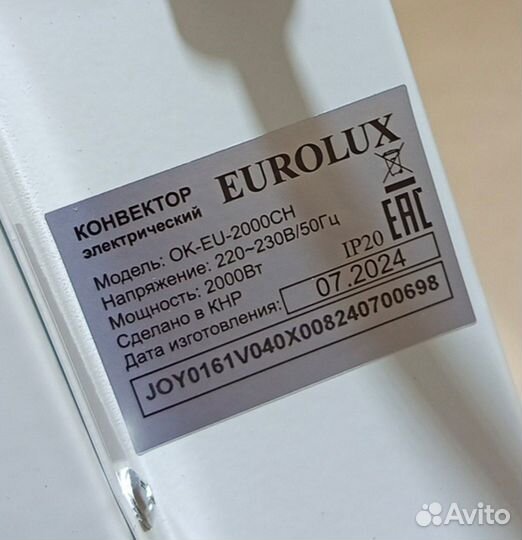 КОНВЕКТОР
электрический
EUROLUX
Модель: OK-EU-2000CH
Напряжение: 220~230В/50Гц
Мощность: 2000Вт
IP20
EAC
Сделано в КНР
Дата изготовления: 07.2024
JOY0161V040X008240700698
Avito